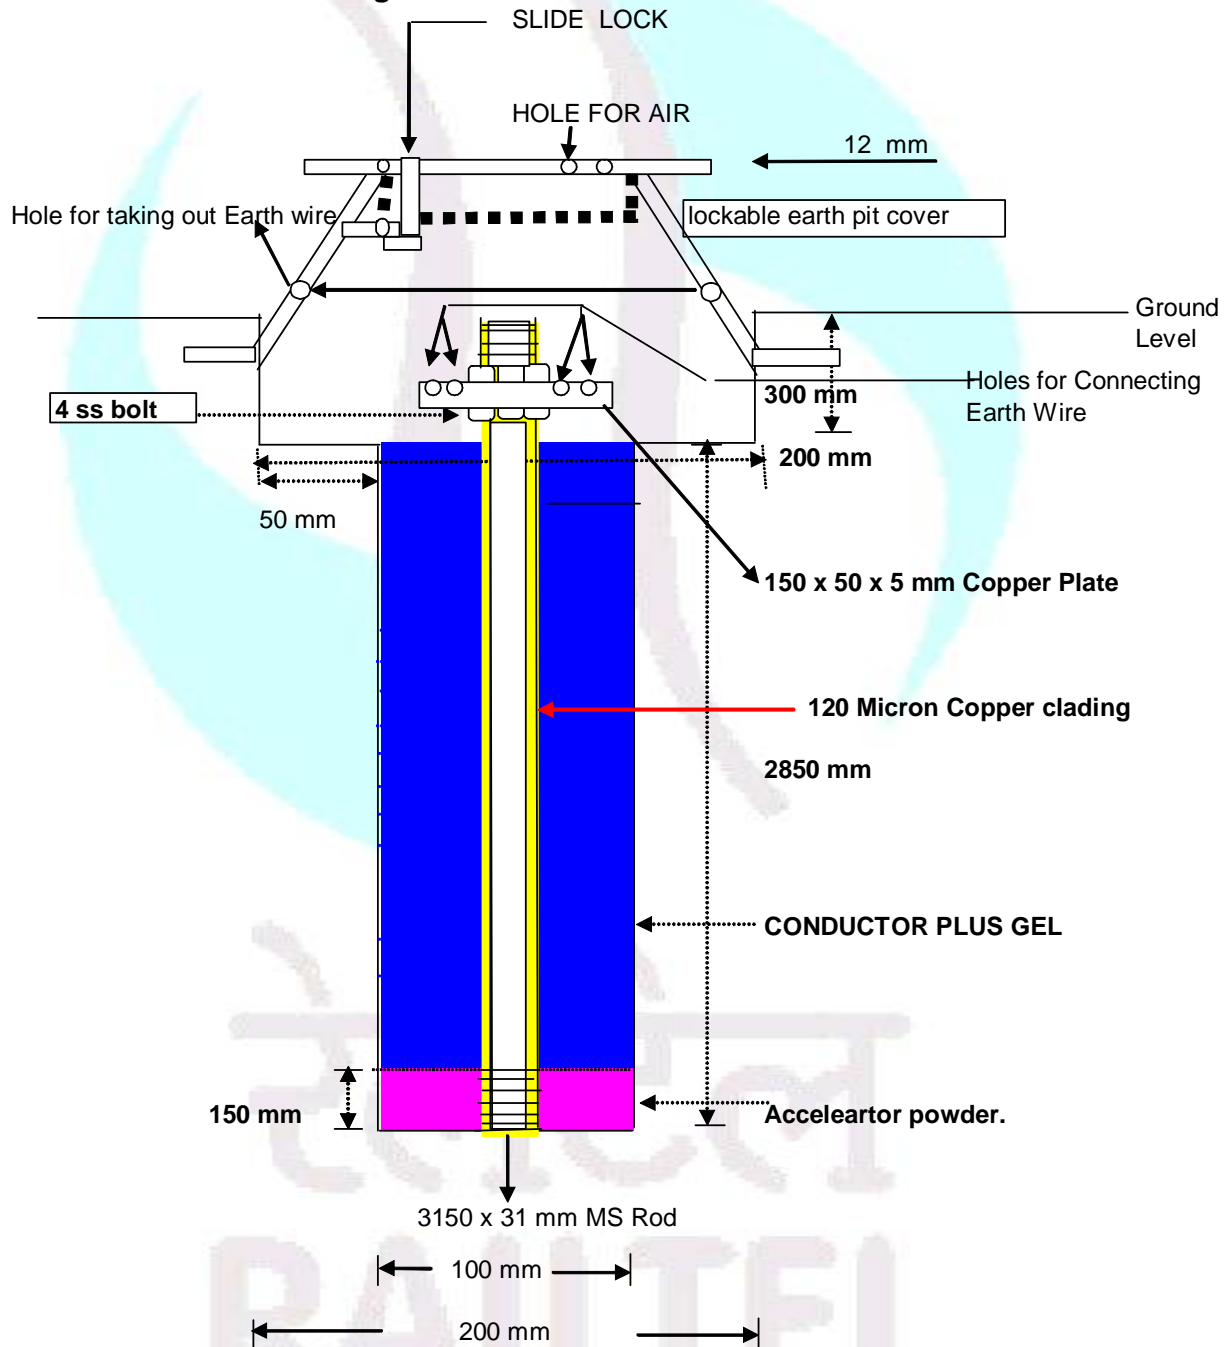 SLIDE LOCK
HOLE FOR AIR
12 mm
Hole for taking out Earth wire
lockable earth pit cover
Ground
Level
300 mm
Holes for Connecting
Earth Wire
4 ss bolt
200 mm
50 mm
150 x 50 x 5 mm Copper Plate
120 Micron Copper clading
2850 mm
CONDUCTOR PLUS GEL
150 mm
Acceleartor powder.
3150 x 31 mm MS Rod
100 mm
200 mm
रेलटेल
RAILTEL